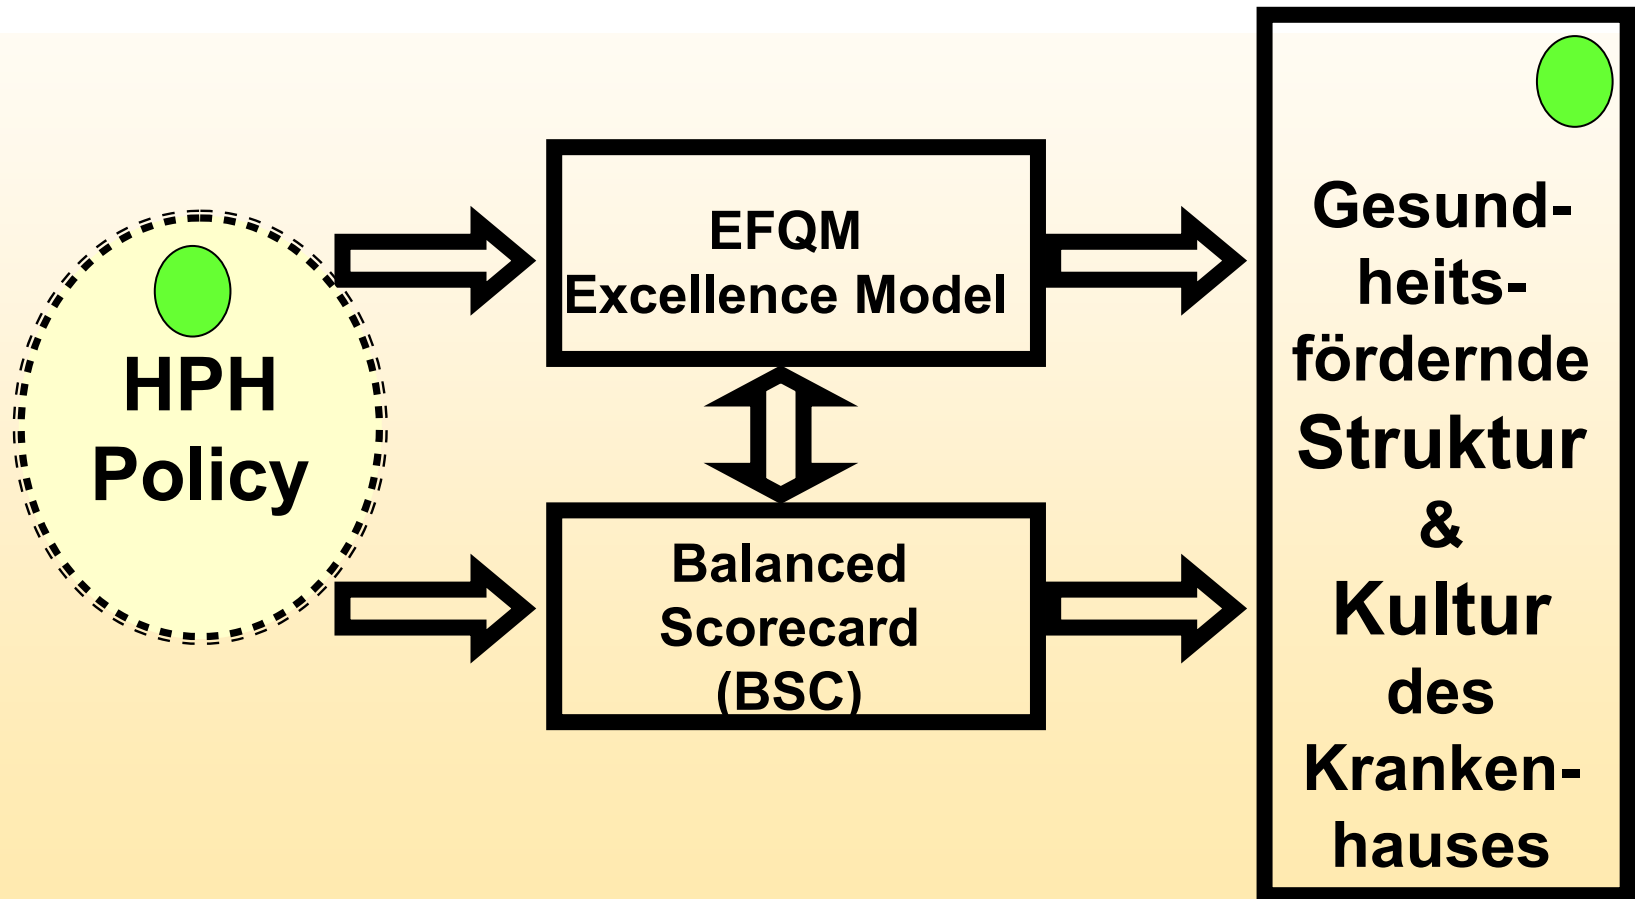 HPH
Policy
EFQM
Excellence Model
Balanced
Scorecard
(BSC)
Gesund-
heits-
fördernde
Struktur
&
Kultur
des
Kranken-
hauses